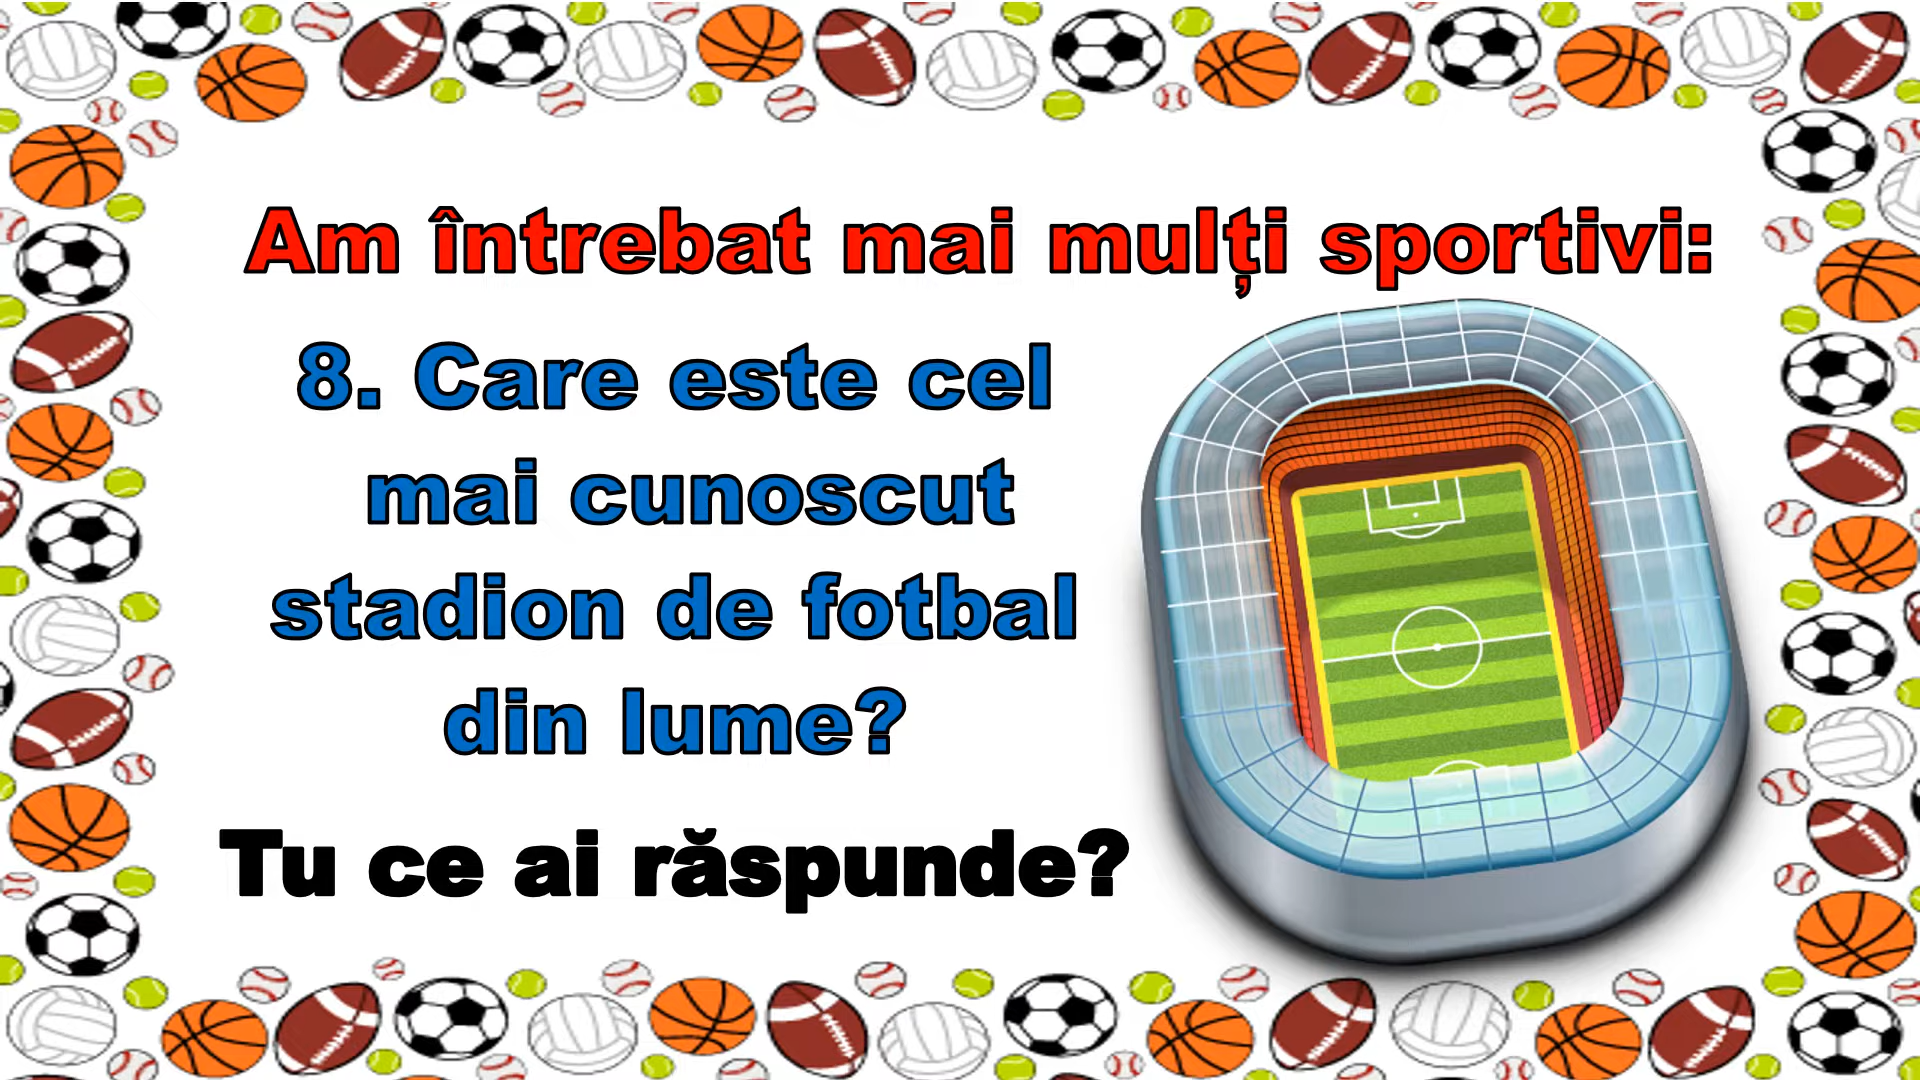 Am întrebat mai mulți sportivi:
8. Care este cel
mai cunoscut
stadion de fotbal
din lume?
Tu ce ai răspunde?